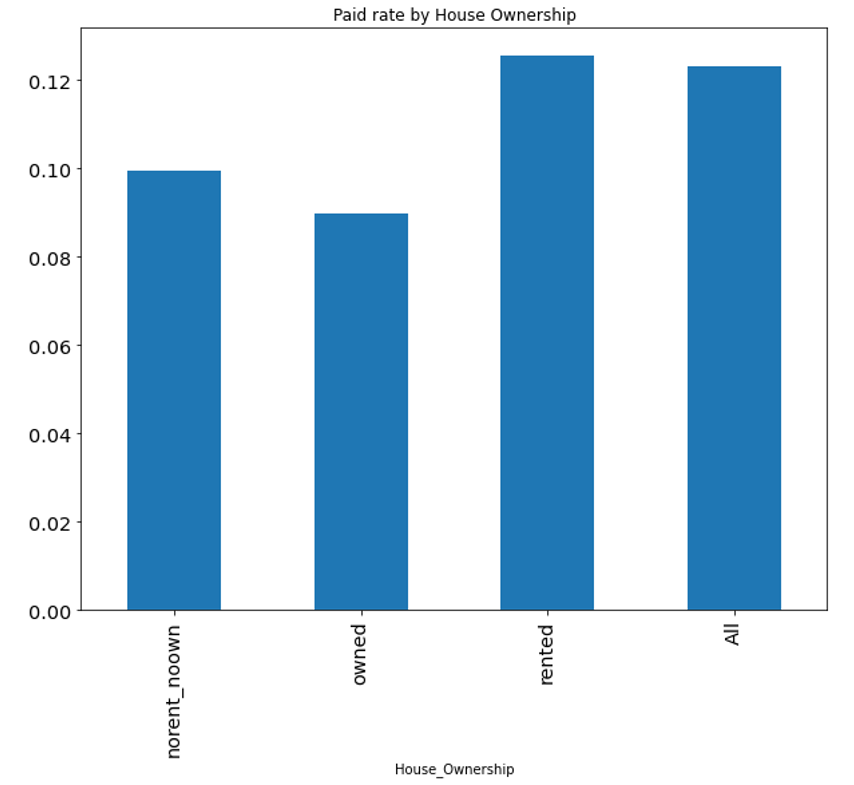 Paid rate by House Ownership
0.12
0.10
0.08
0.06
0.04
0.02
0.00
norent_noown
owned
rented
All
House_Ownership